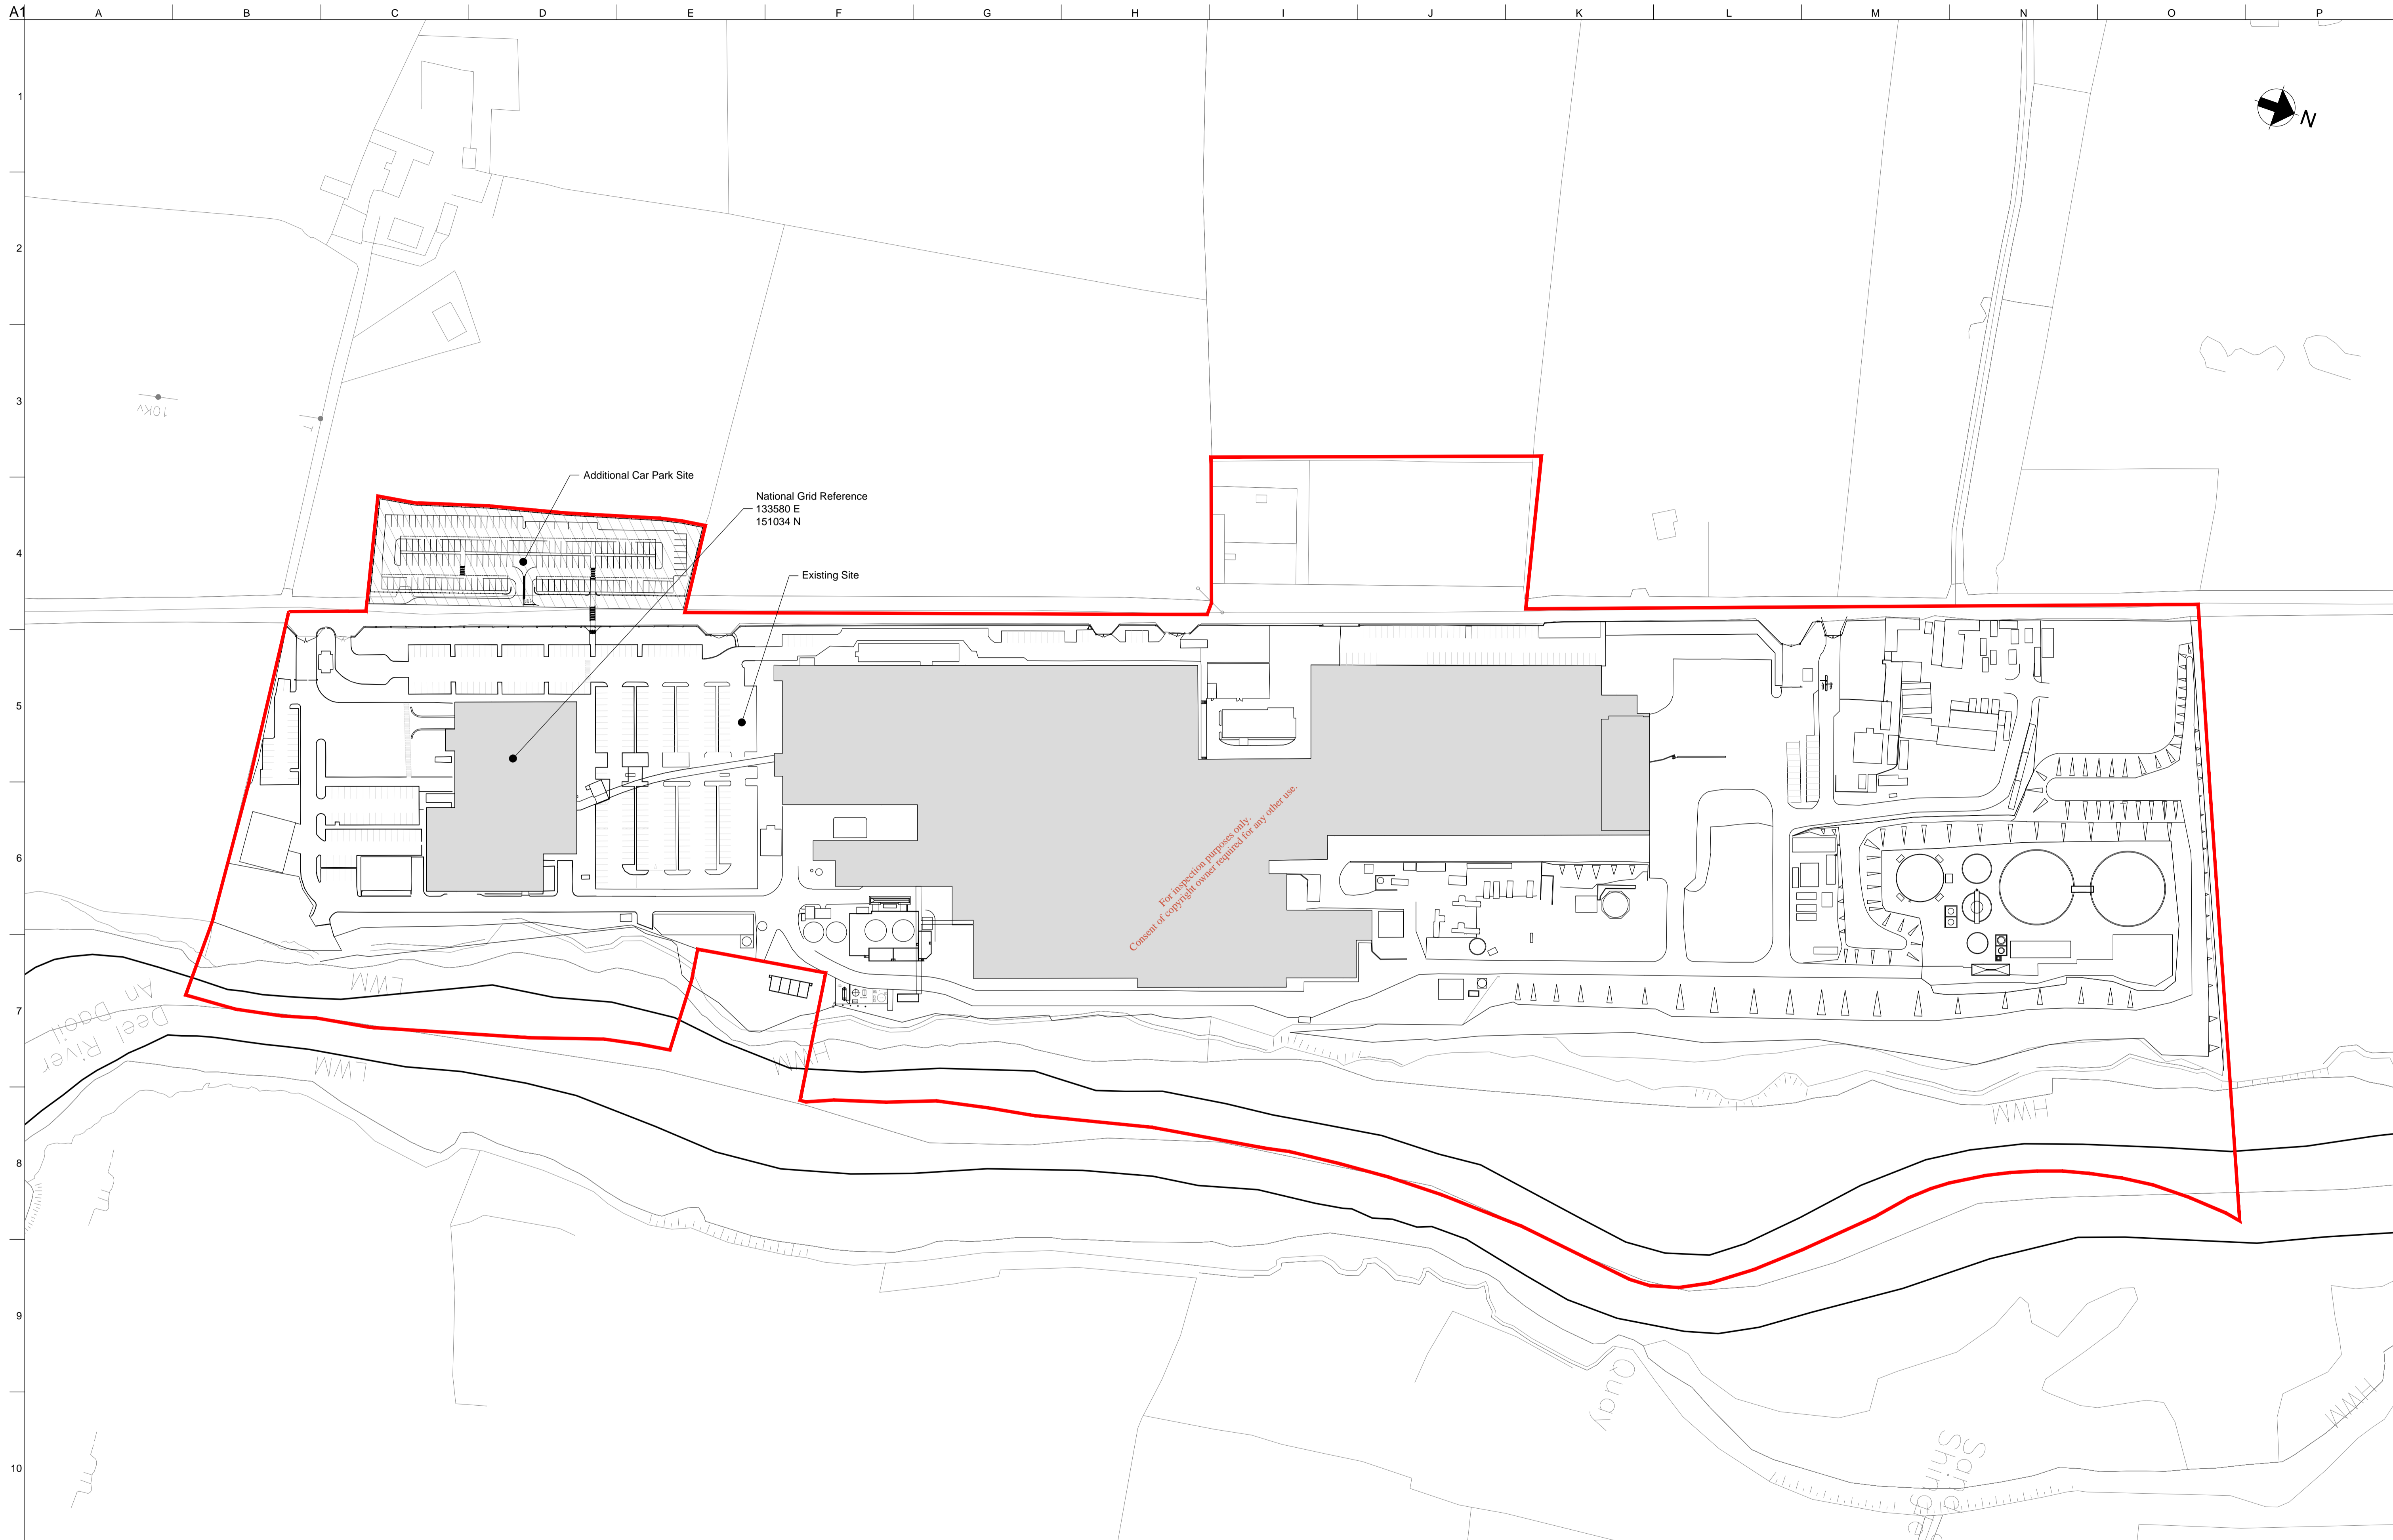 A1
A B C D E F G H I J K L M N O P
1
N
2
3
10Kv
T
Additional Car Park Site
National Grid Reference
133580 E
151034 N
4
Existing Site
5
For inspection purposes only.
Consent of copyright owner required for any other use.
6
LWM
An Daoil
Deel River
7
HWM
LWM
HWM
8
9
Quay
HWM
10